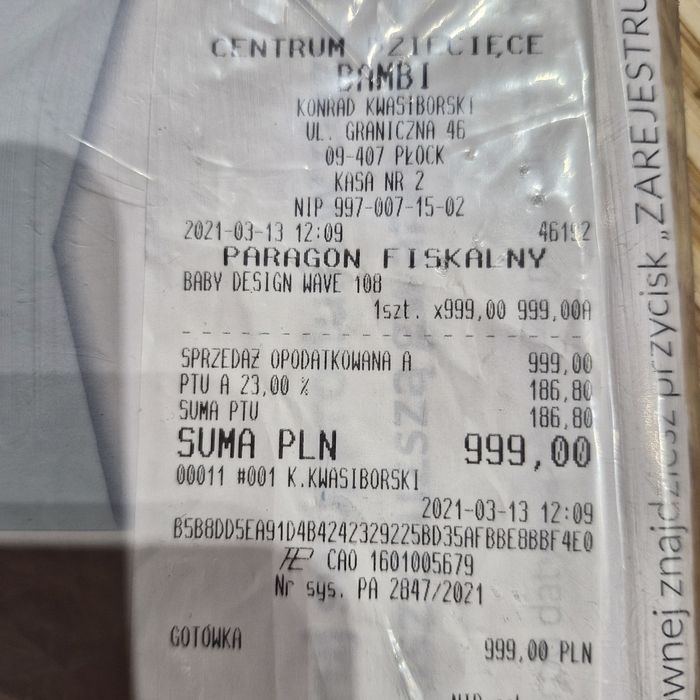 CENTRUM DZIECIĘCE
BAMBI
KONRAD KWASIBORSKI
UL. GRANICZNA 46
09-407 PŁOCK
KASA NR 2
NIP 997-007-15-02
2021-03-13 12:09 46192
PARAGON FISKALNY
BABY DESIGN WAVE 108
1szt. x999,00 999,00A
SPRZEDAŻ OPODATKOWANA A 999,00
PTU A 23,00 % 186,80
SUMA PTU 186,80
SUMA PLN 999,00
00011 #001 K.KWASIBORSKI
2021-03-13 12:09
B5B8DD5EA91D4B4242329225BD35AFBBE8BBF4E0
CAO 1601005679
Nr sys. PA 2847/2021
GOTÓWKA 999,00 PLN
wnej znajdziesz przycisk „ZAREJESTRU